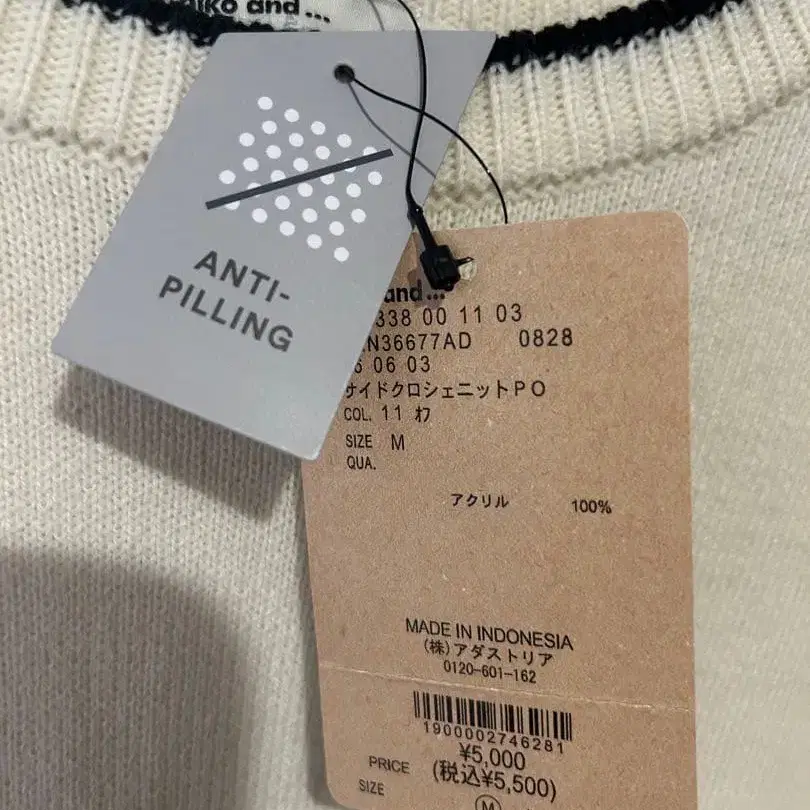 and ...
ANTI-
PILLING
and ...
338 00 11 03
N36677AD 0828
6 06 03
サイドクロシェニットPO
COL. 11 オフ
SIZE M
QUA.
アクリル 100%
MADE IN INDONESIA
(株)アダストリア
0120-601-162
1900002746281
¥5,000
PRICE (税込¥5,500)
SIZE M